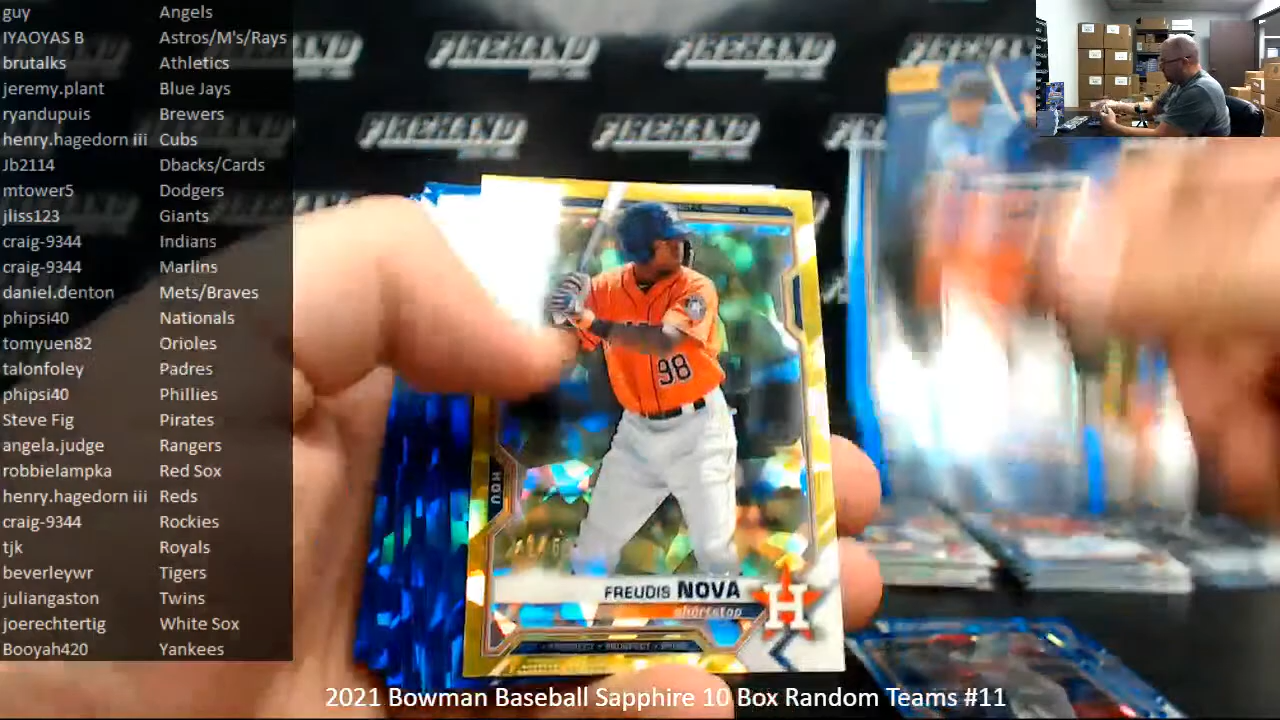 guy Angels
IYAOYAS B Astros/M's/Rays
brutalks Athletics
jeremy.plant Blue Jays
ryandupuis Brewers
henry.hagedorn iii Cubs
Jb2114 Dbacks/Cards
mtower5 Dodgers
jliss123 Giants
craig-9344 Indians
craig-9344 Marlins
daniel.denton Mets/Braves
phipsi40 Nationals
tomyuen82 Orioles
talonfoley Padres
phipsi40 Phillies
Steve Fig Pirates
angela.judge Rangers
robbielampka Red Sox
henry.hagedorn iii Reds
craig-9344 Rockies
tjk Royals
beverleywr Tigers
juliangaston Twins
joerechtertig White Sox
Booyah420 Yankees
FIREHAND FIREHAND FIREHAND
FIREHAND FIREHAND
98
HOU
FREUDIS NOVA
shortstop
H
2021 Bowman Baseball Sapphire 10 Box Random Teams #11